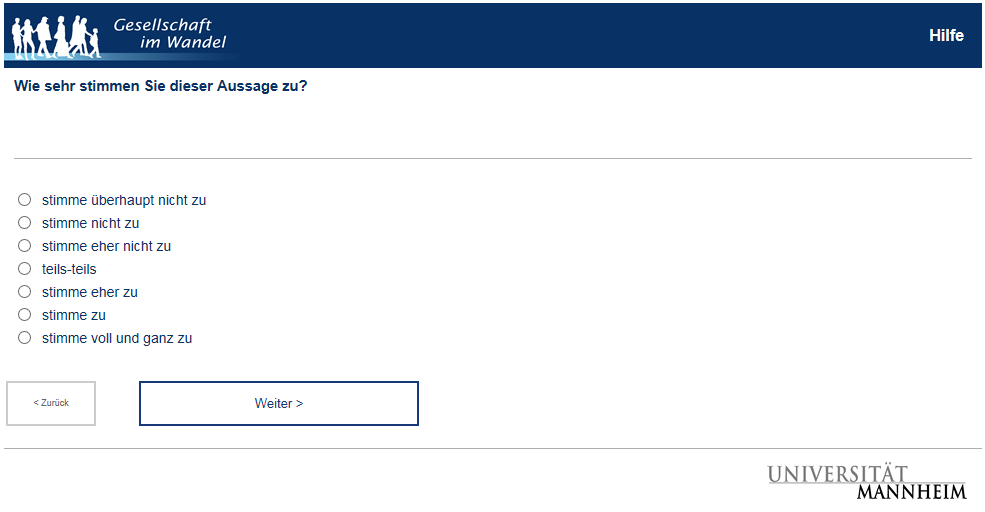 Gesellschaft
im Wandel
Hilfe
Wie sehr stimmen Sie dieser Aussage zu?
stimme überhaupt nicht zu
stimme nicht zu
stimme eher nicht zu
teils-teils
stimme eher zu
stimme zu
stimme voll und ganz zu
< Zurück
Weiter >
UNIVERSITÄT
MANNHEIM